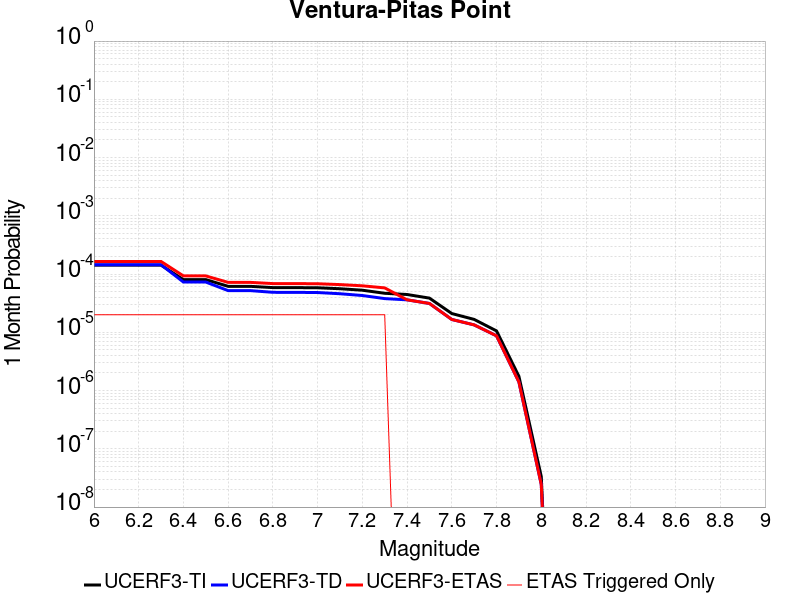 Ventura-Pitas Point
10^0
10^-1
10^-2
10^-3
10^-4
10^-5
10^-6
10^-7
10^-8
1 Month Probability
6 6.2 6.4 6.6 6.8 7 7.2 7.4 7.6 7.8 8 8.2 8.4 8.6 8.8 9
Magnitude
UCERF3-TI UCERF3-TD UCERF3-ETAS ETAS Triggered Only